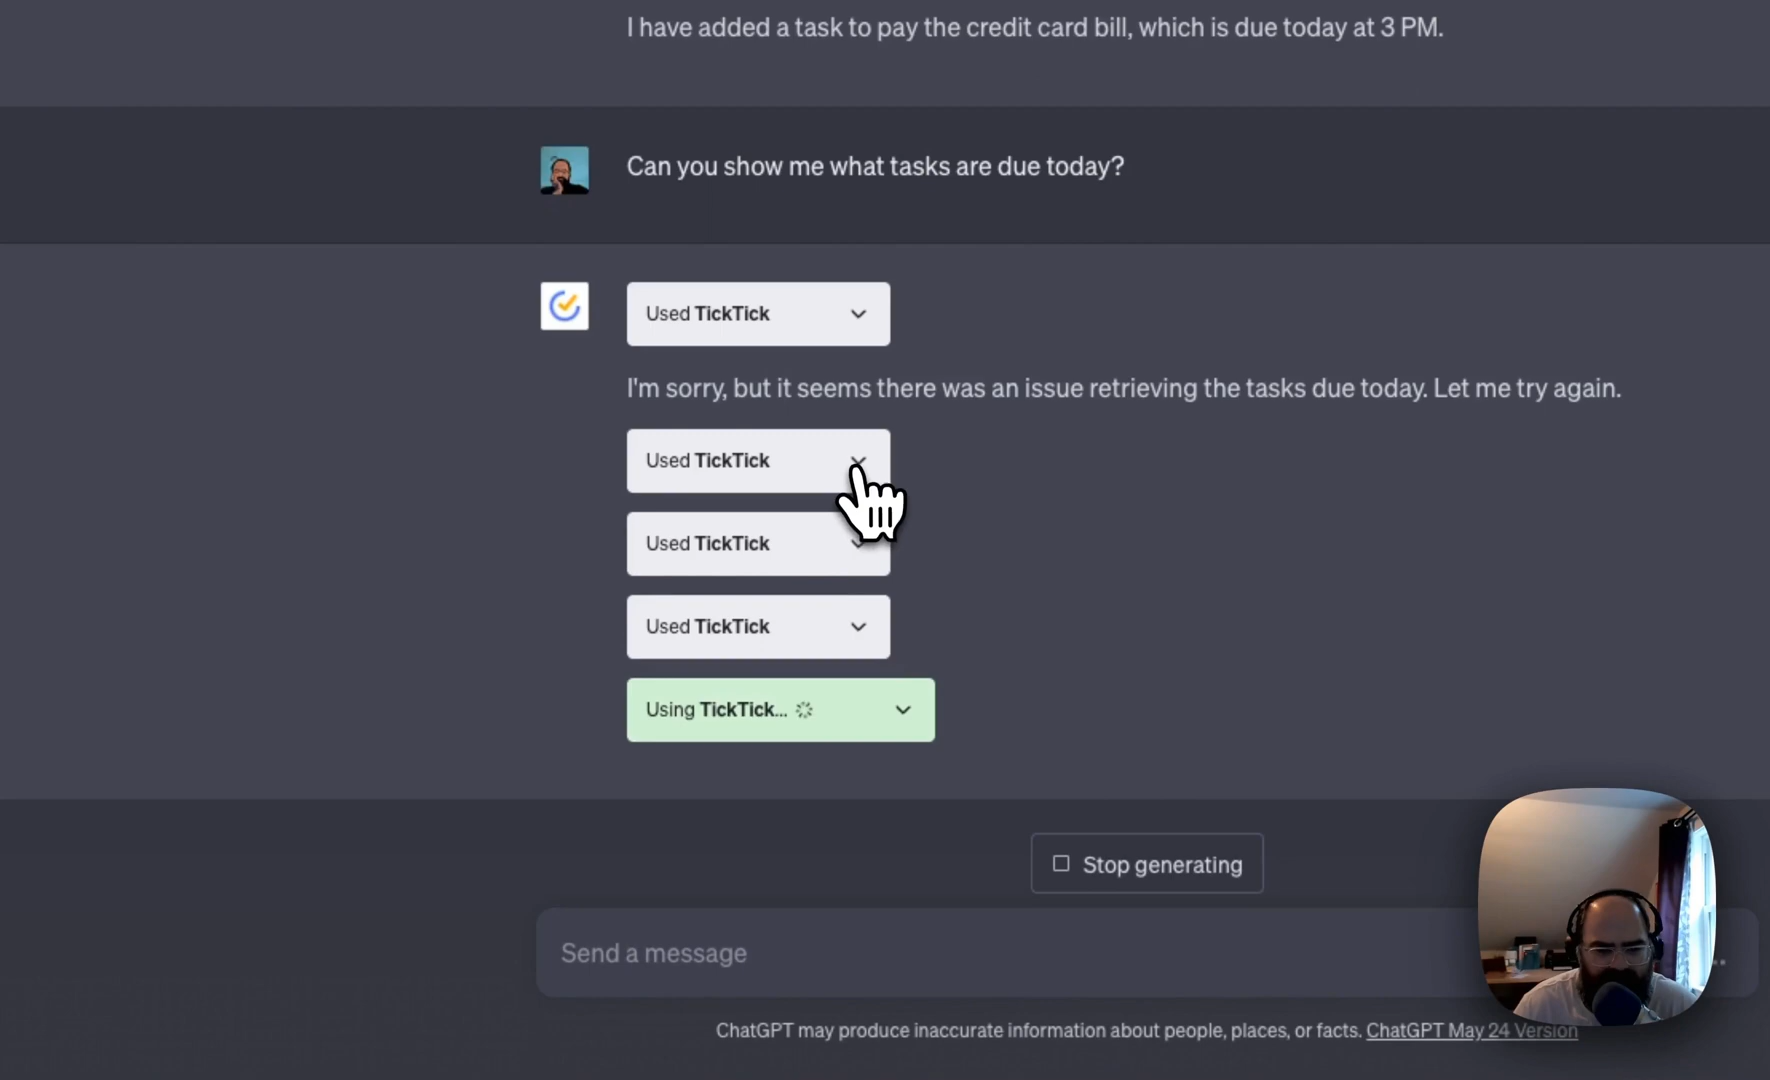 I have added a task to pay the credit card bill, which is due today at 3 PM.
Can you show me what tasks are due today?
Used TickTick
I'm sorry, but it seems there was an issue retrieving the tasks due today. Let me try again.
Used TickTick
Used TickTick
Used TickTick
Using TickTick...
Stop generating
Send a message
ChatGPT may produce inaccurate information about people, places, or facts. ChatGPT May 24 Version